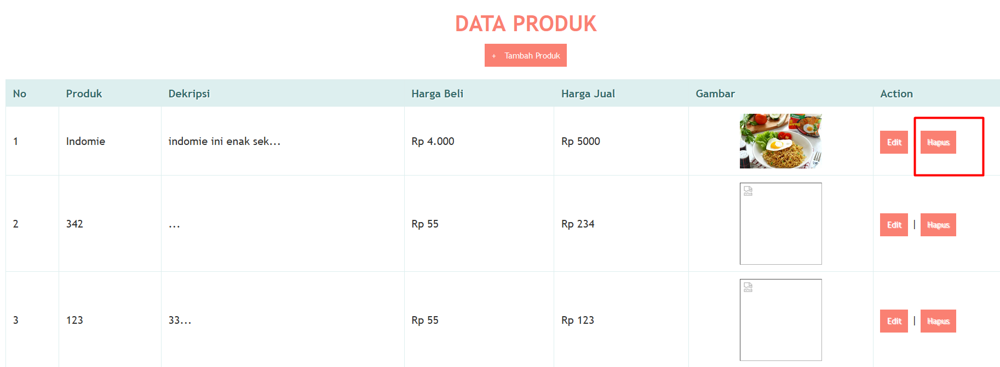 DATA PRODUK
+ Tambah Produk
No Produk Dekripsi Harga Beli Harga Jual Gambar Action
1 Indomie indomie ini enak sek... Rp 4.000 Rp 5000 Edit Hapus
2 342 ... Rp 55 Rp 234 Edit | Hapus
3 123 33... Rp 55 Rp 123 Edit | Hapus